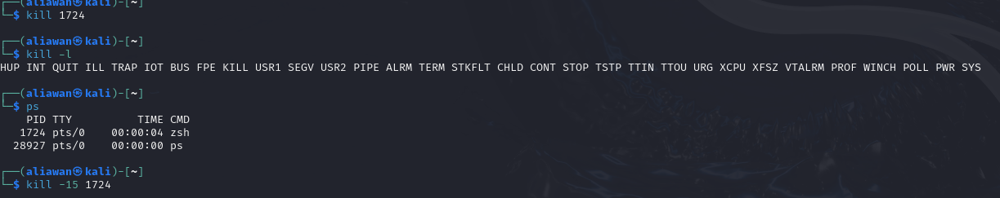 ┌──(aliawan㉿kali)-[~]
└─$ kill 1724
┌──(aliawan㉿kali)-[~]
└─$ kill -l
HUP INT QUIT ILL TRAP IOT BUS FPE KILL USR1 SEGV USR2 PIPE ALRM TERM STKFLT CHLD CONT STOP TSTP TTIN TTOU URG XCPU XFSZ VTALRM PROF WINCH POLL PWR SYS
┌──(aliawan㉿kali)-[~]
└─$ ps
    PID TTY          TIME CMD
   1724 pts/0    00:00:04 zsh
  28927 pts/0    00:00:00 ps
┌──(aliawan㉿kali)-[~]
└─$ kill -15 1724